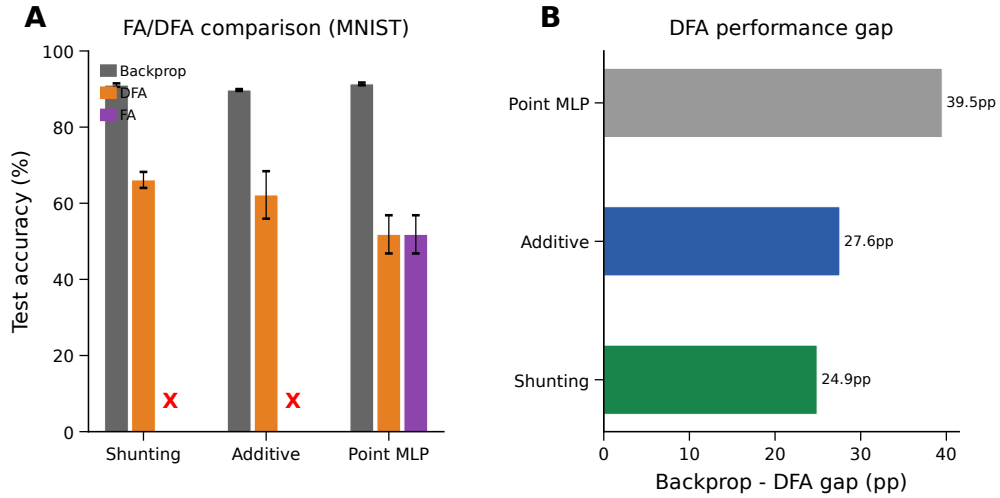 A
FA/DFA comparison (MNIST)
Test accuracy (%)
100
80
60
40
20
0
Backprop
DFA
FA
X
X
Shunting
Additive
Point MLP
B
DFA performance gap
Point MLP
39.5pp
Additive
27.6pp
Shunting
24.9pp
0
10
20
30
40
Backprop - DFA gap (pp)